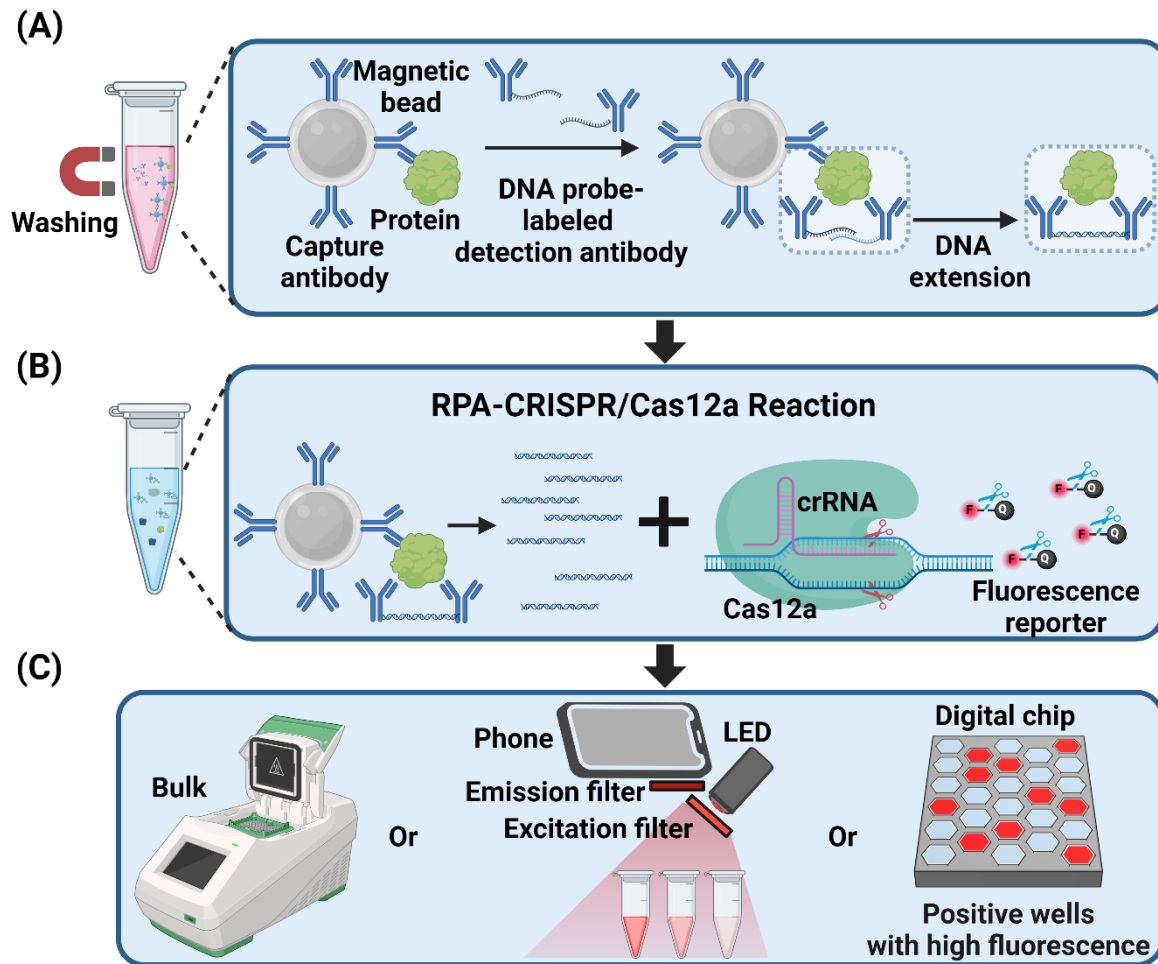 (A)
Magnetic
bead
Washing
Protein
Capture
antibody
DNA probe-
labeled
detection antibody
DNA
extension
(B)
RPA-CRISPR/Cas12a Reaction
crRNA
Cas12a
F
Q
F
Q
F
Q
F
Q
Fluorescence
reporter
(C)
Bulk
Or
Phone
LED
Emission filter
Excitation filter
Or
Digital chip
Positive wells
with high fluorescence